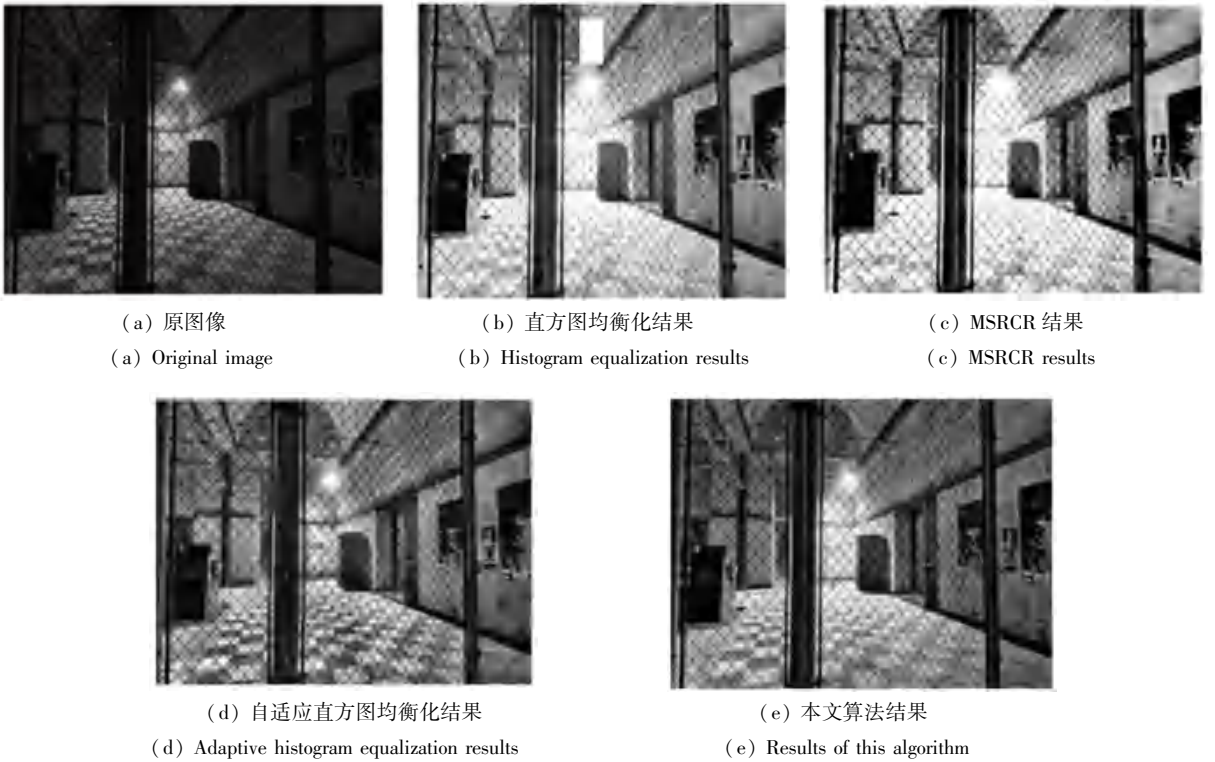 (a) 原图像
(b) 直方图均衡化结果
(c) MSRCR 结果
(a) Original image
(b) Histogram equalization results
(c) MSRCR results
(d) 自适应直方图均衡化结果
(e) 本文算法结果
(d) Adaptive histogram equalization results
(e) Results of this algorithm